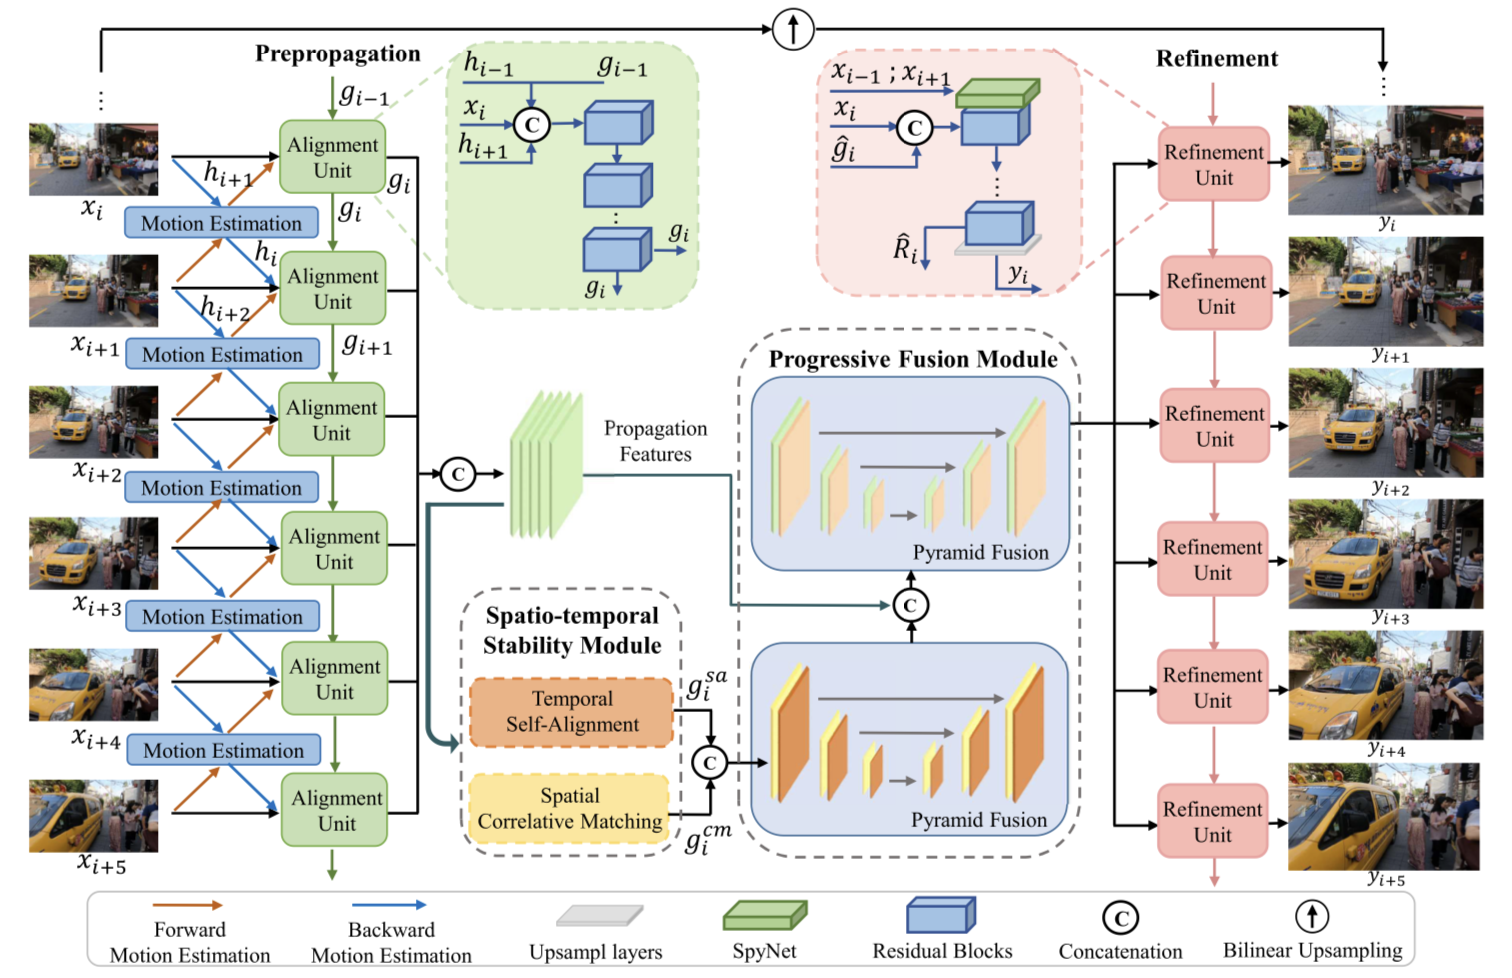 Prepropagation
Refinement
g_{i-1}
h_{i-1}
g_{i-1}
x_i
h_{i+1}
C
g_i
g_i
x_{i-1} ; x_{i+1}
x_i
ĝ_i
C
R̂_i
y_i
Alignment
Unit
h_{i+1}
g_i
x_i
g_i
Motion Estimation
h_i
Alignment
Unit
h_{i+2}
x_{i+1}
g_{i+1}
Motion Estimation
Alignment
Unit
x_{i+2}
Motion Estimation
Alignment
Unit
x_{i+3}
Motion Estimation
Alignment
Unit
x_{i+4}
Motion Estimation
Alignment
Unit
x_{i+5}
C
Propagation
Features
Spatio-temporal
Stability Module
Temporal
Self-Alignment
Spatial
Correlative Matching
g_i^{sa}
C
g_i^{cm}
Progressive Fusion Module
Pyramid Fusion
C
Pyramid Fusion
Refinement
Unit
y_i
Refinement
Unit
y_{i+1}
Refinement
Unit
y_{i+2}
Refinement
Unit
y_{i+3}
Refinement
Unit
y_{i+4}
Refinement
Unit
y_{i+5}
Forward
Motion Estimation
Backward
Motion Estimation
Upsampl layers
SpyNet
Residual Blocks
C
Concatenation
Bilinear Upsampling